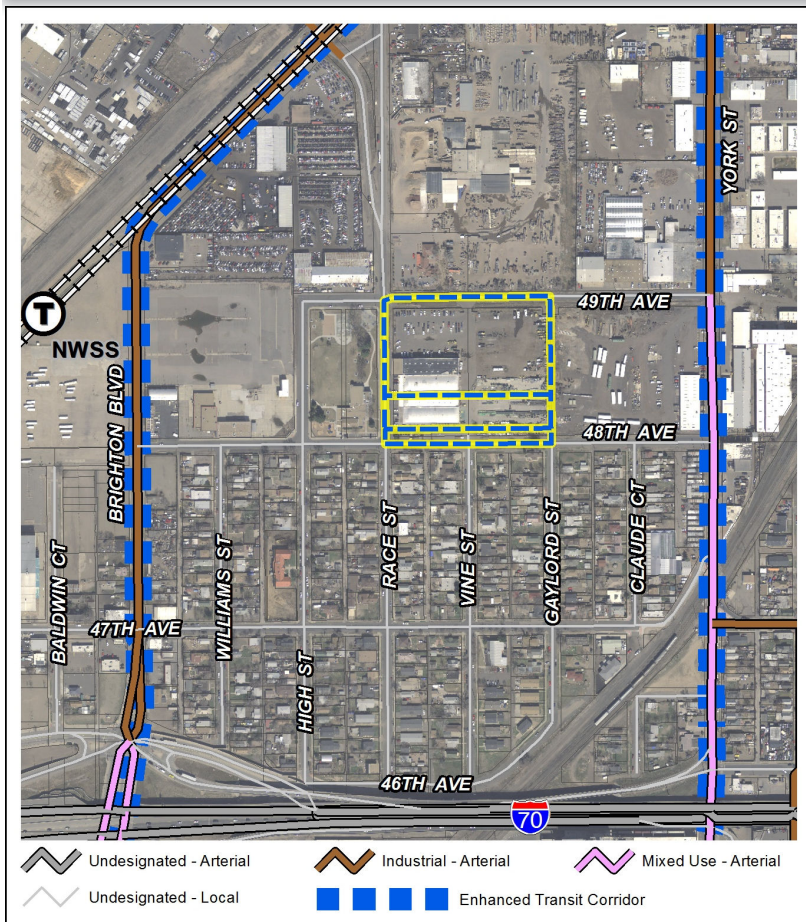 YORK ST
T
NWSS
49TH AVE
BRIGHTON BLVD
48TH AVE
BALDWIN CT
WILLIAMS ST
HIGH ST
RACE ST
VINE ST
GAYLORD ST
CLAUDE CT
47TH AVE
46TH AVE
70
Undesignated - Arterial
Industrial - Arterial
Mixed Use - Arterial
Undesignated - Local
Enhanced Transit Corridor